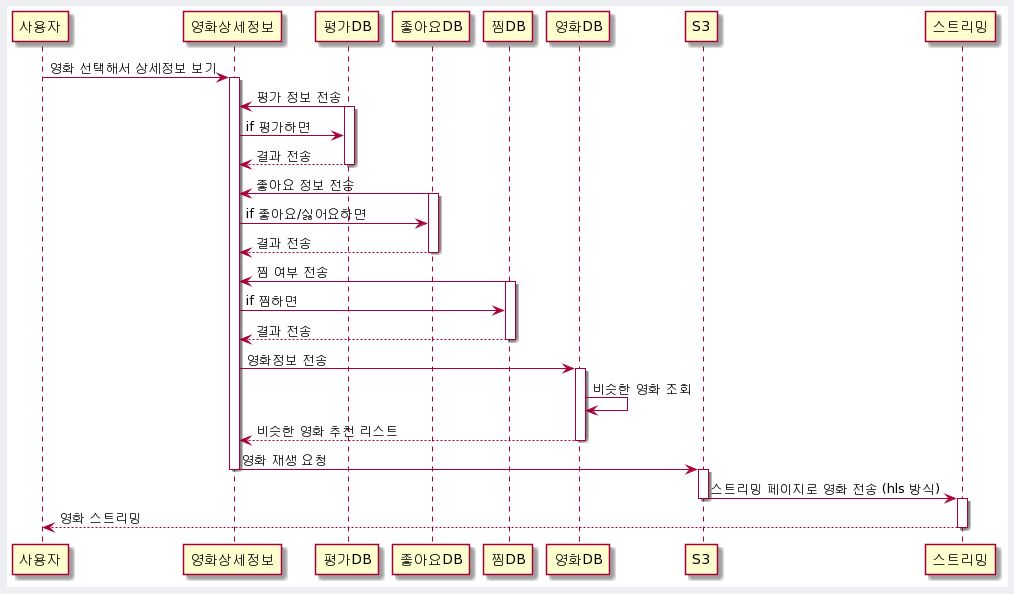 사용자 영화상세정보 평가DB 좋아요DB 찜DB 영화DB S3 스트리밍
영화 선택해서 상세정보 보기
평가 정보 전송
if 평가하면
결과 전송
좋아요 정보 전송
if 좋아요/싫어요하면
결과 전송
찜 여부 전송
if 찜하면
결과 전송
영화정보 전송
비슷한 영화 조회
비슷한 영화 추천 리스트
영화 재생 요청
스트리밍 페이지로 영화 전송 (hls 방식)
영화 스트리밍
사용자 영화상세정보 평가DB 좋아요DB 찜DB 영화DB S3 스트리밍